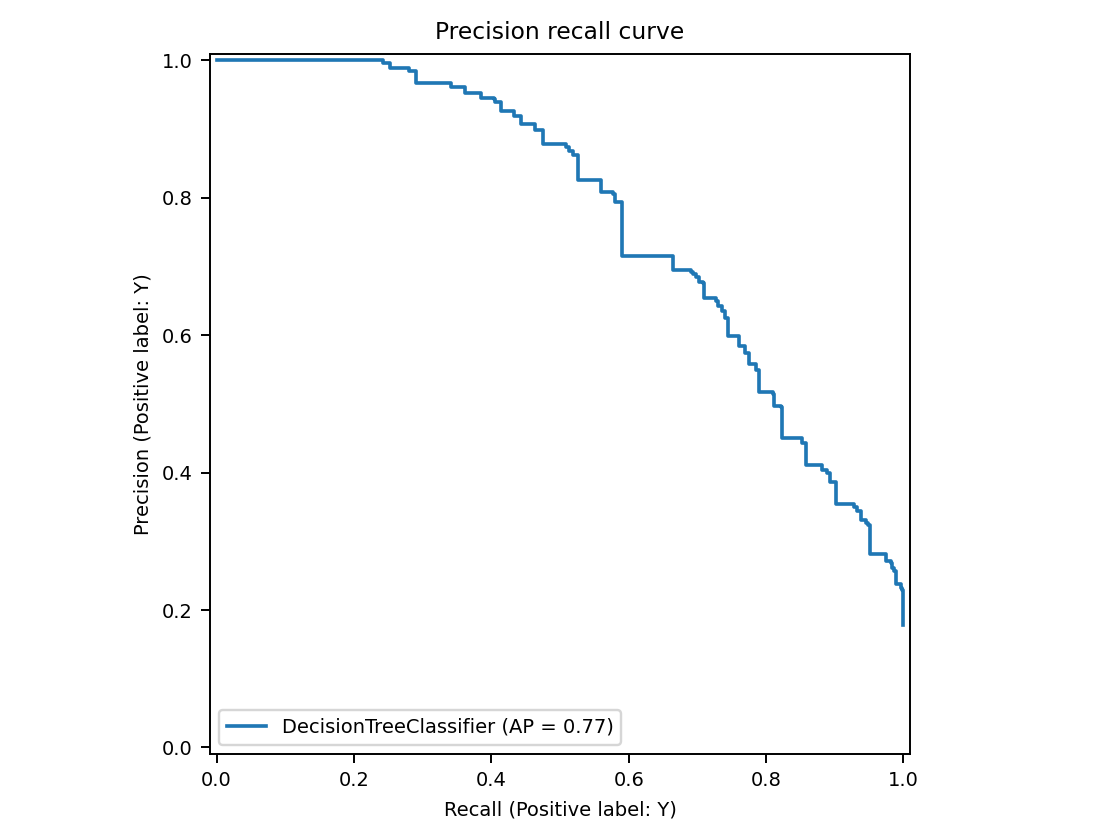 Precision recall curve
1.0
0.8
0.6
0.4
0.2
0.0
Precision (Positive label: Y)
DecisionTreeClassifier (AP = 0.77)
0.0 0.2 0.4 0.6 0.8 1.0
Recall (Positive label: Y)